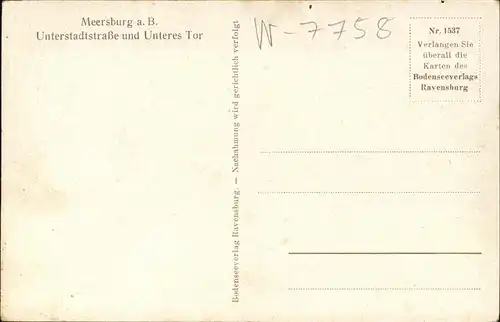 Meersburg a. B.
Unterstadtstraße und Unteres Tor
W-7758
Nr. 1537
Verlangen Sie
überall die
Karten des
Bodenseeverlags
Ravensburg
Bodenseeverlag Ravensburg. — Nachahmung wird gerichtlich verfolgt